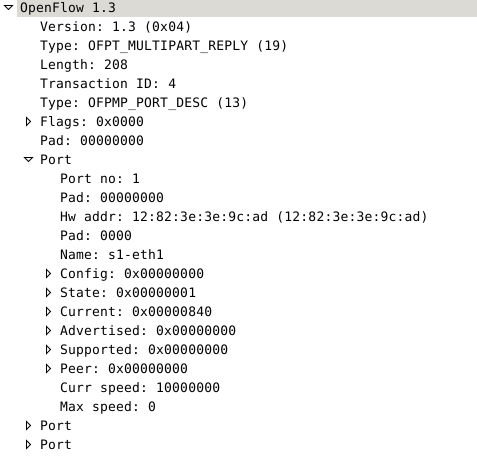 OpenFlow 1.3
Version: 1.3 (0x04)
Type: OFPT_MULTIPART_REPLY (19)
Length: 208
Transaction ID: 4
Type: OFPMP_PORT_DESC (13)
Flags: 0x0000
Pad: 00000000
Port
Port no: 1
Pad: 00000000
Hw addr: 12:82:3e:3e:9c:ad (12:82:3e:3e:9c:ad)
Pad: 0000
Name: s1-eth1
Config: 0x00000000
State: 0x00000001
Current: 0x00000840
Advertised: 0x00000000
Supported: 0x00000000
Peer: 0x00000000
Curr speed: 10000000
Max speed: 0
Port
Port